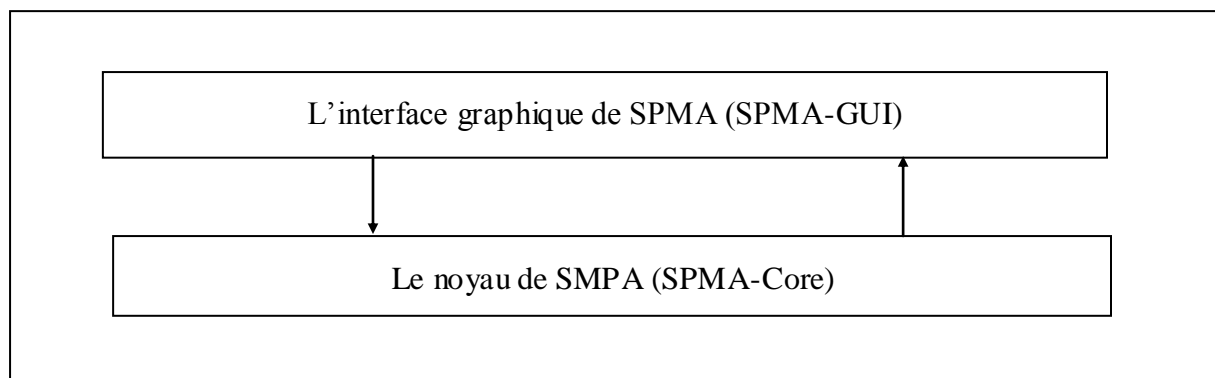 L’interface graphique de SPMA (SPMA-GUI)
Le noyau de SMPA (SPMA-Core)